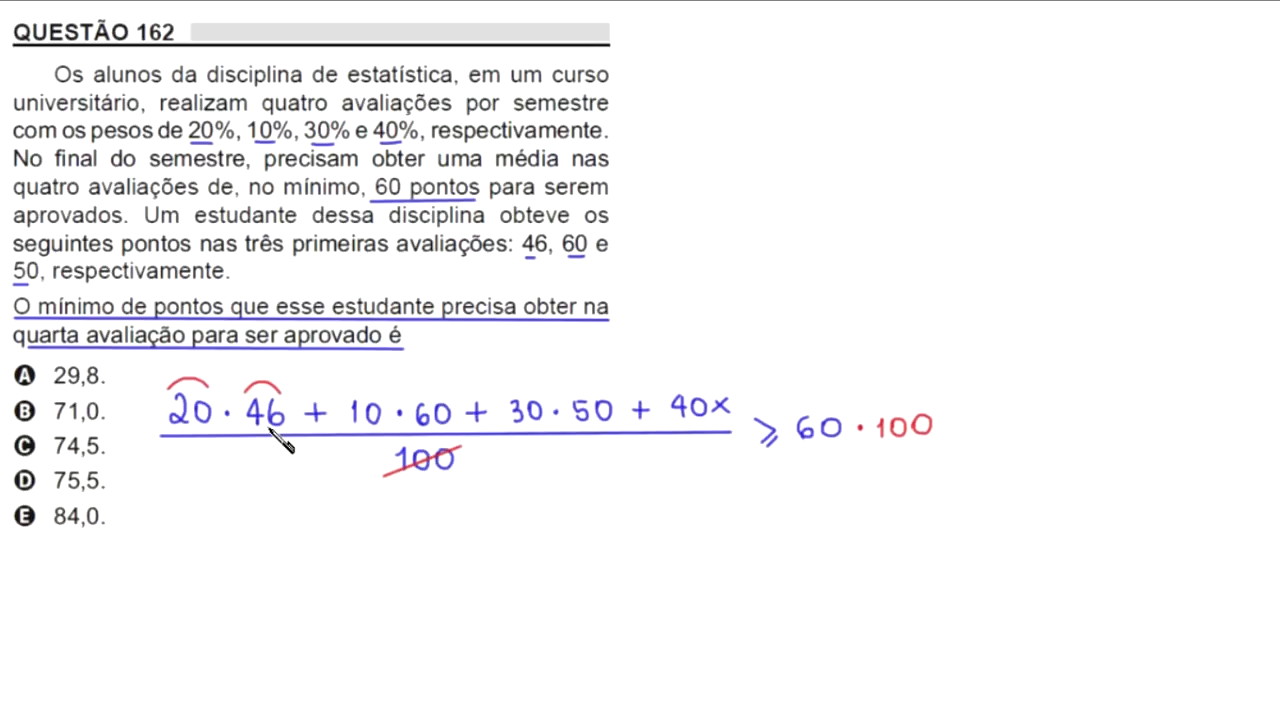 QUESTÃO 162
Os alunos da disciplina de estatística, em um curso
universitário, realizam quatro avaliações por semestre
com os pesos de 20%, 10%, 30% e 40%, respectivamente.
No final do semestre, precisam obter uma média nas
quatro avaliações de, no mínimo, 60 pontos para serem
aprovados. Um estudante dessa disciplina obteve os
seguintes pontos nas três primeiras avaliações: 46, 60 e
50, respectivamente.
O mínimo de pontos que esse estudante precisa obter na
quarta avaliação para ser aprovado é
A 29,8.
B 71,0.
C 74,5.
D 75,5.
E 84,0.
20 · 46 + 10 · 60 + 30 · 50 + 40x
100
⩾ 60 · 100